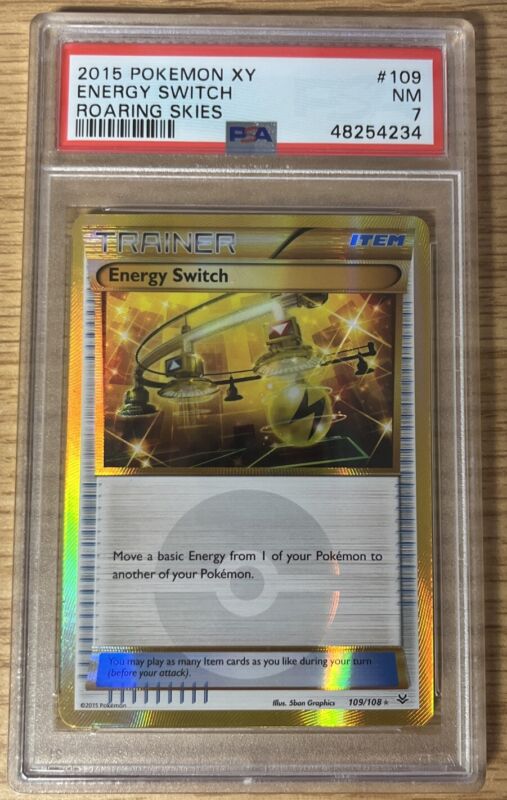 2015 POKEMON XY #109
ENERGY SWITCH NM
ROARING SKIES 7
PSA 48254234
TRAINER ITEM
Energy Switch
Move a basic Energy from 1 of your Pokémon to
another of your Pokémon.
You may play as many Item cards as you like during your turn
(before your attack).
©2015 Pokémon Illus. 5ban Graphics 109/108 ★